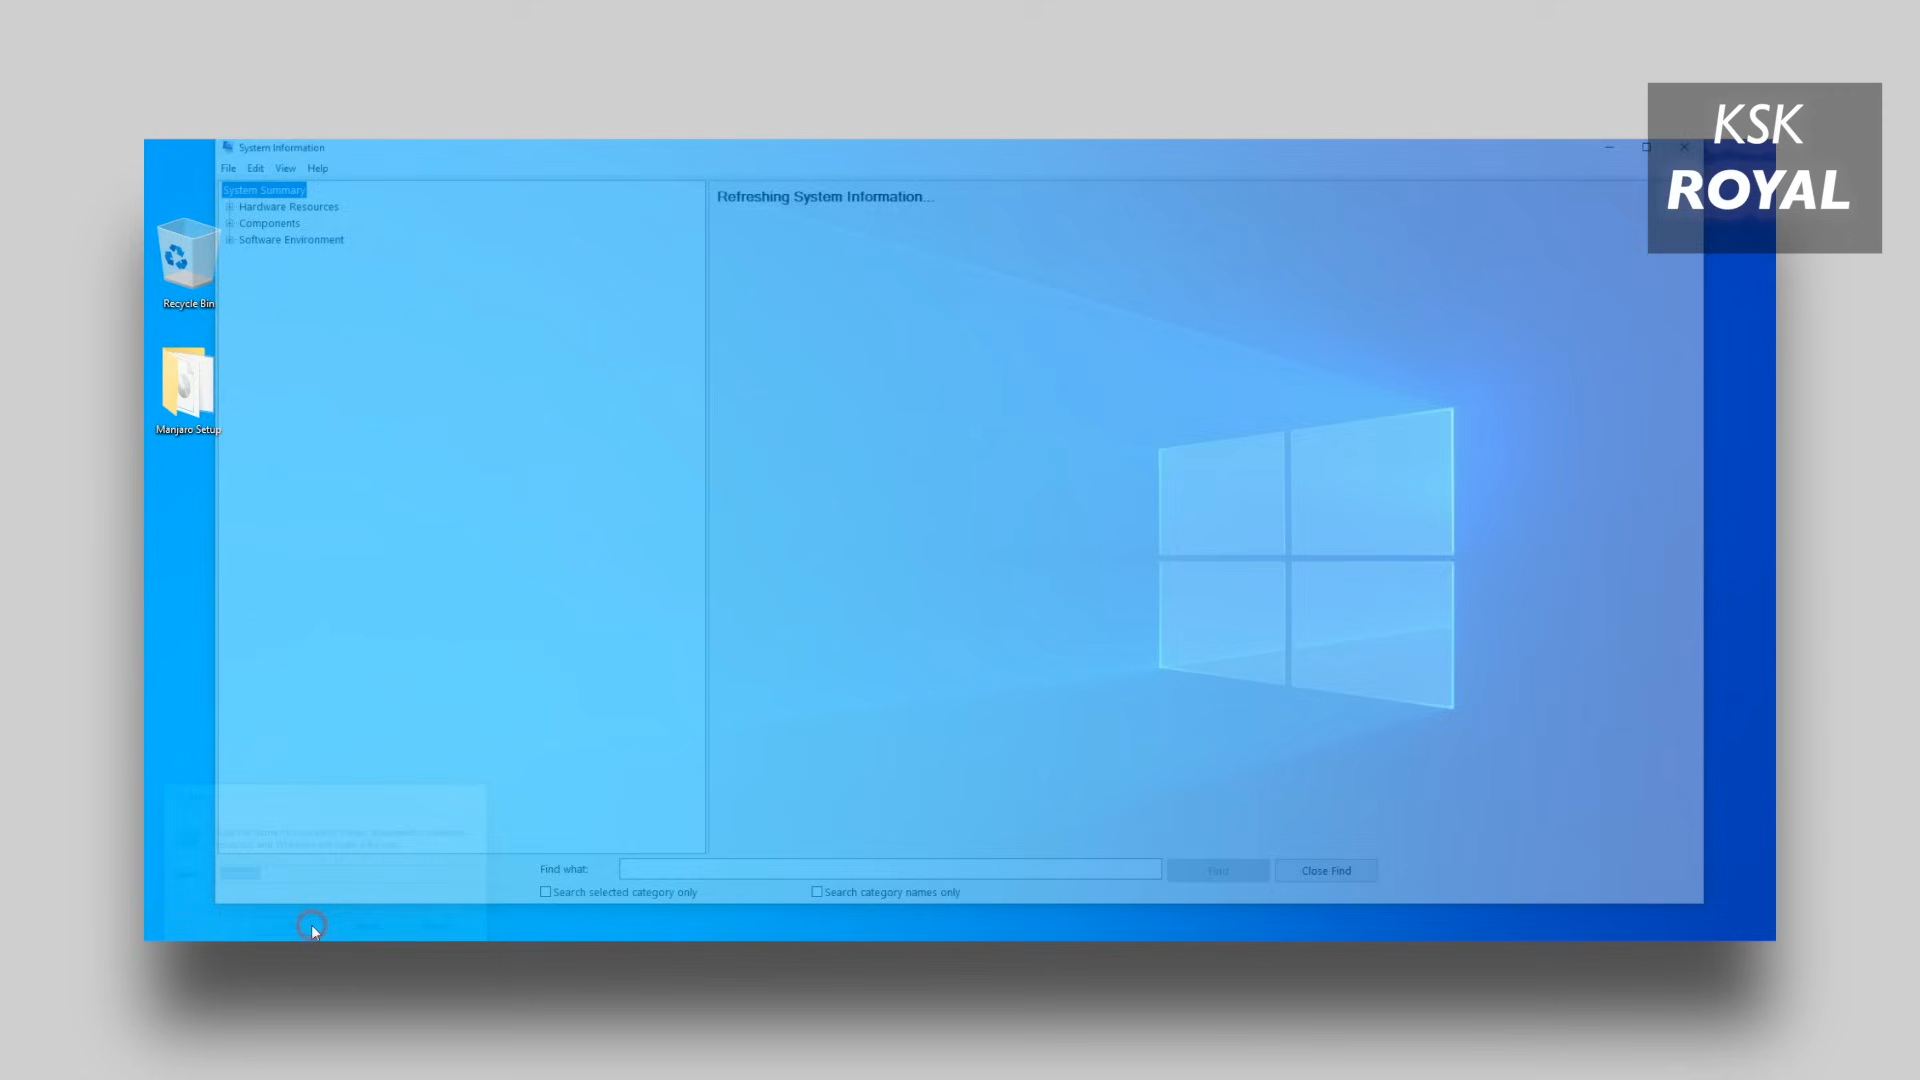 KSK
ROYAL
System Information
File Edit View Help
System Summary
Hardware Resources
Components
Software Environment
Refreshing System Information...
Recycle Bin
Manjaro Setup
Find what:
Find
Close Find
Search selected category only
Search category names only